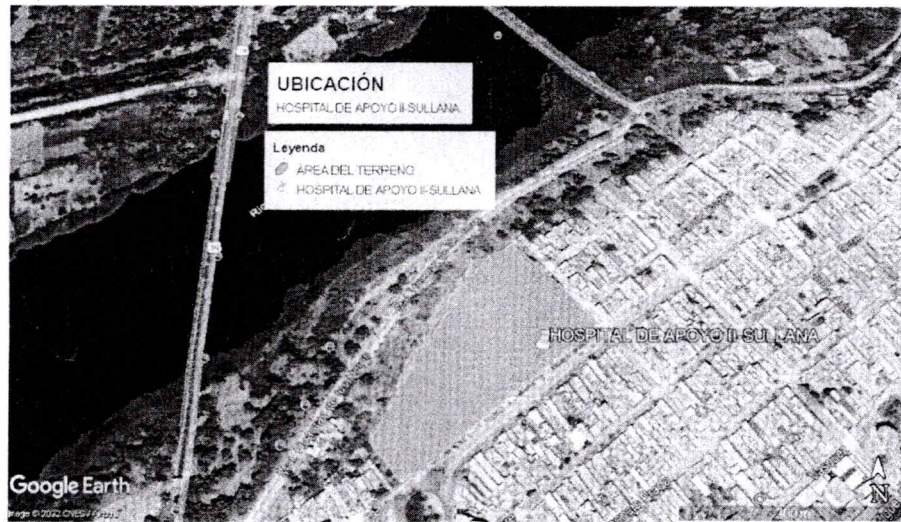 UBICACIÓN
HOSPITAL DE APOYO II-SULLANA
Leyenda
ÁREA DEL TERRENO
HOSPITAL DE APOYO II-SULLANA
HOSPITAL DE APOYO II-SULLANA
Google Earth
N